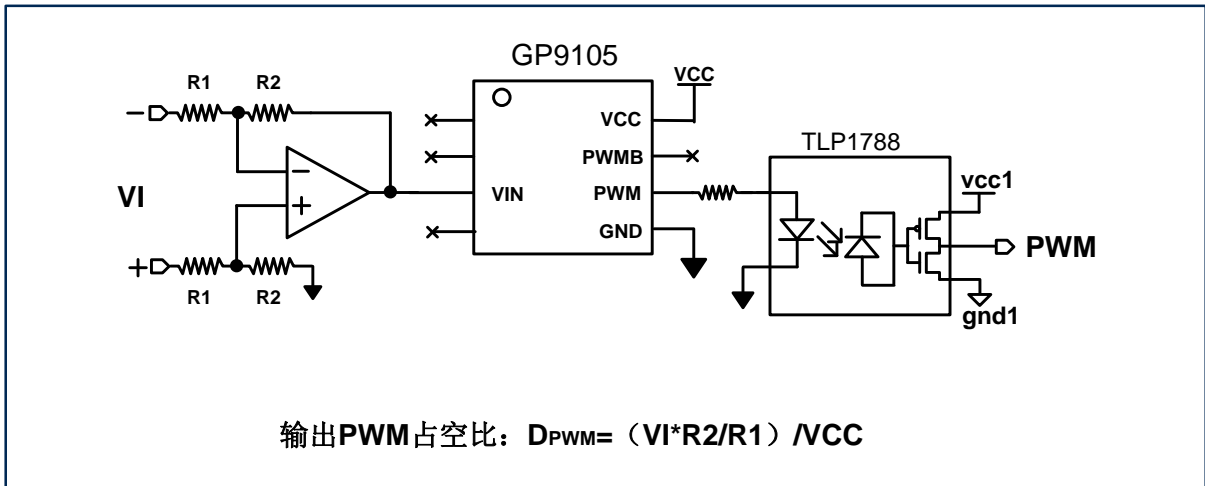 GP9105
R1
R2
VCC
−
VCC
PWMB
TLP1788
VI
−
VIN
PWM
vcc1
+
GND
PWM
+
R1
R2
gnd1
输出PWM占空比：DPWM=（VI*R2/R1）/VCC